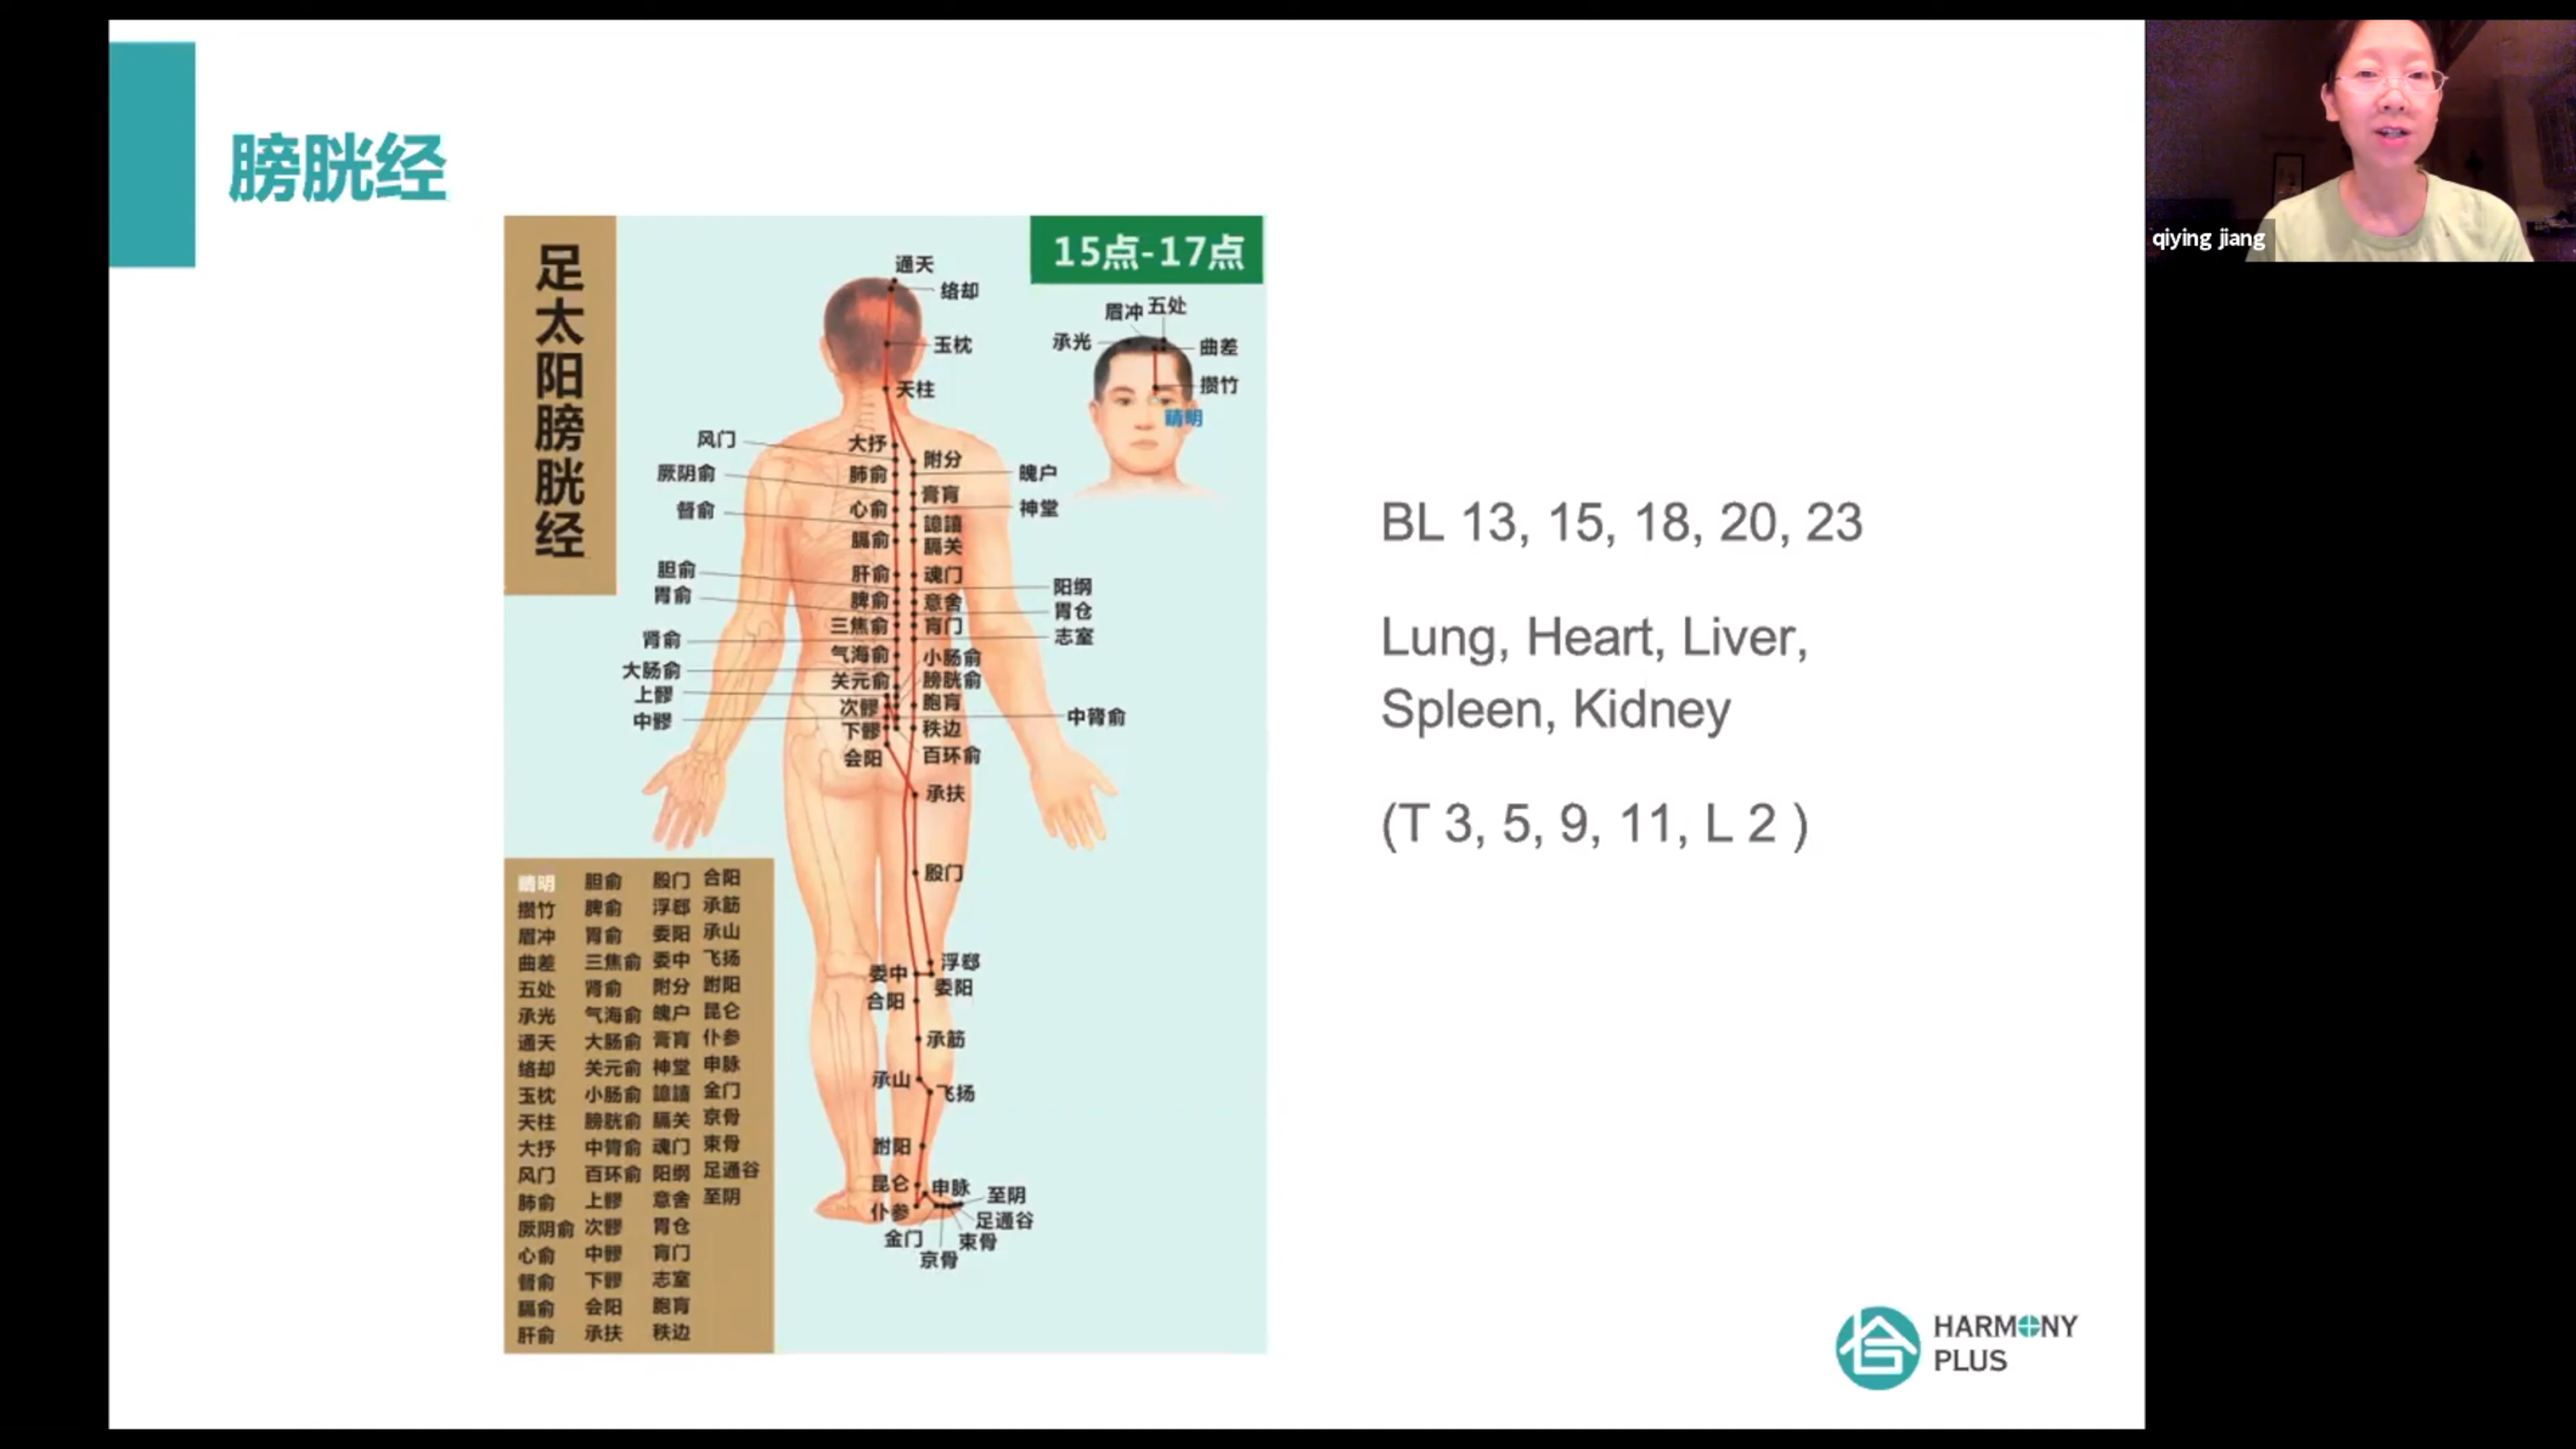 膀胱经
足太阳膀胱经
15点-17点
通天
络却
玉枕
天柱
眉冲
五处
承光
曲差
攒竹
睛明
风门
大抒
附分
厥阴俞
肺俞
魄户
膏肓
督俞
心俞
神堂
譩譆
膈俞
膈关
胆俞
肝俞
魂门
阳纲
胃俞
脾俞
意舍
胃仓
三焦俞
肓门
肾俞
志室
气海俞
小肠俞
大肠俞
关元俞
膀胱俞
上髎
次髎
胞肓
中髎
中膂俞
下髎
秩边
会阳
百环俞
承扶
殷门
浮郄
委中
委阳
合阳
承筋
承山
飞扬
跗阳
昆仑
申脉
至阴
仆参
足通谷
金门
束骨
京骨
睛明 胆俞 殷门 合阳
攒竹 脾俞 浮郄 承筋
眉冲 胃俞 委阳 承山
曲差 三焦俞 委中 飞扬
五处 肾俞 附分 跗阳
承光 气海俞 魄户 昆仑
通天 大肠俞 膏肓 仆参
络却 关元俞 神堂 申脉
玉枕 小肠俞 譩譆 金门
天柱 膀胱俞 膈关 京骨
大抒 中膂俞 魂门 束骨
风门 百环俞 阳纲 足通谷
肺俞 上髎 意舍 至阴
厥阴俞 次髎 胃仓
心俞 中髎 肓门
督俞 下髎 志室
膈俞 会阳 胞肓
肝俞 承扶 秩边
BL 13, 15, 18, 20, 23
Lung, Heart, Liver,
Spleen, Kidney
(T 3, 5, 9, 11, L 2 )
HARMONY
PLUS
qiying jiang